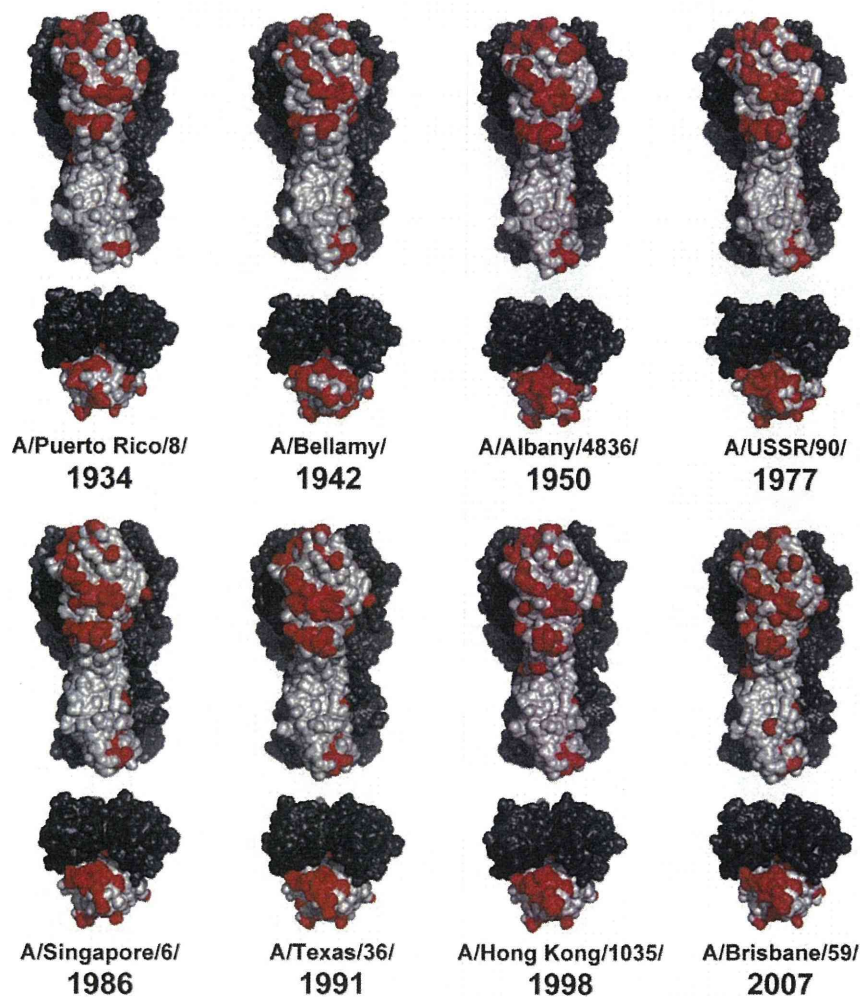 A/Puerto Rico/8/
1934
A/Bellamy/
1942
A/Albany/4836/
1950
A/USSR/90/
1977
A/Singapore/6/
1986
A/Texas/36/
1991
A/Hong Kong/1035/
1998
A/Brisbane/59/
2007